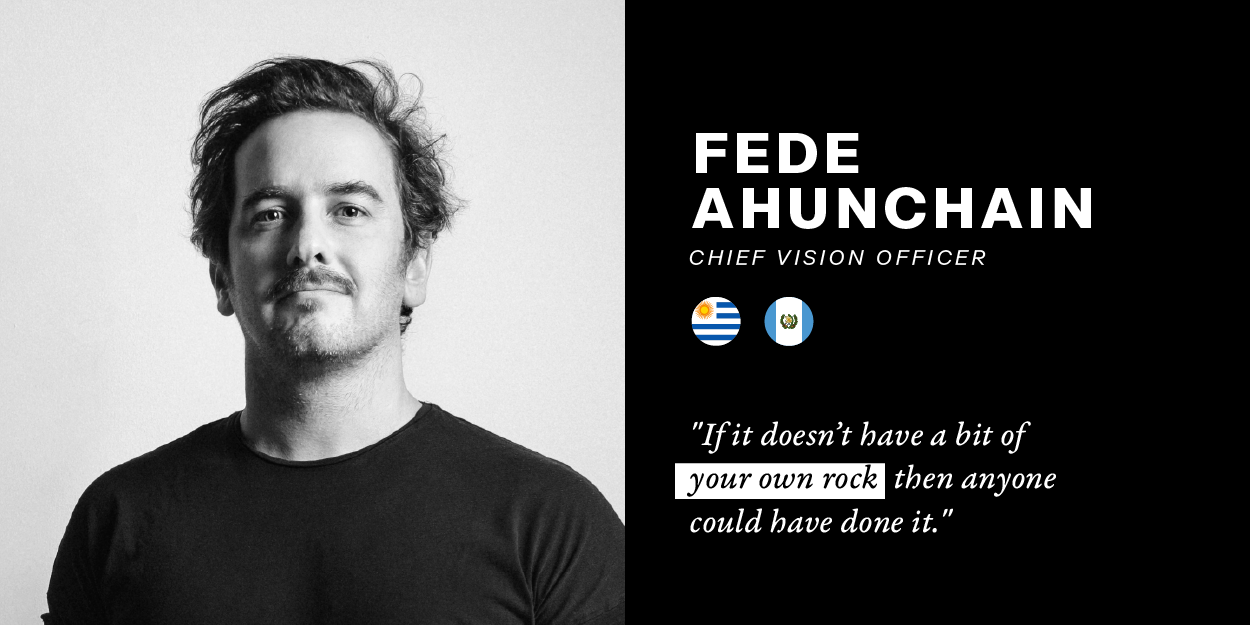 FEDE
AHUNCHAIN
CHIEF VISION OFFICER
"If it doesn’t have a bit of
your own rock then anyone
could have done it."